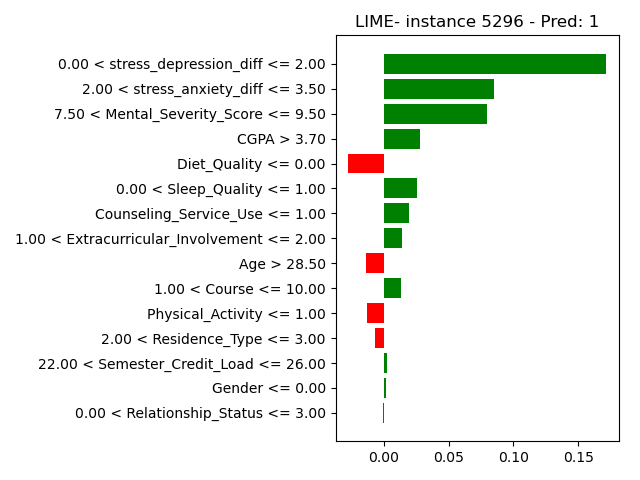 LIME- instance 5296 - Pred: 1
0.00 < stress_depression_diff <= 2.00
2.00 < stress_anxiety_diff <= 3.50
7.50 < Mental_Severity_Score <= 9.50
CGPA > 3.70
Diet_Quality <= 0.00
0.00 < Sleep_Quality <= 1.00
Counseling_Service_Use <= 1.00
1.00 < Extracurricular_Involvement <= 2.00
Age > 28.50
1.00 < Course <= 10.00
Physical_Activity <= 1.00
2.00 < Residence_Type <= 3.00
22.00 < Semester_Credit_Load <= 26.00
Gender <= 0.00
0.00 < Relationship_Status <= 3.00
0.00 0.05 0.10 0.15